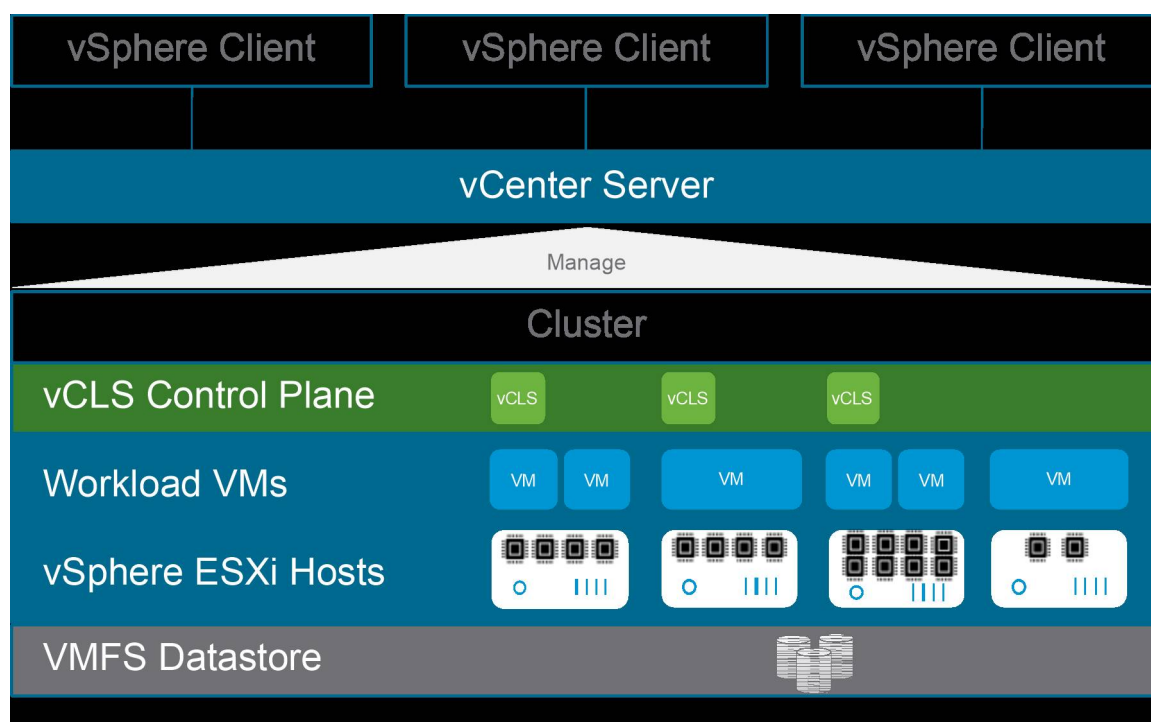 vSphere Client vSphere Client vSphere Client
vCenter Server
Manage
Cluster
vCLS Control Plane vCLS vCLS vCLS
Workload VMs VM VM VM VM VM VM
vSphere ESXi Hosts
VMFS Datastore